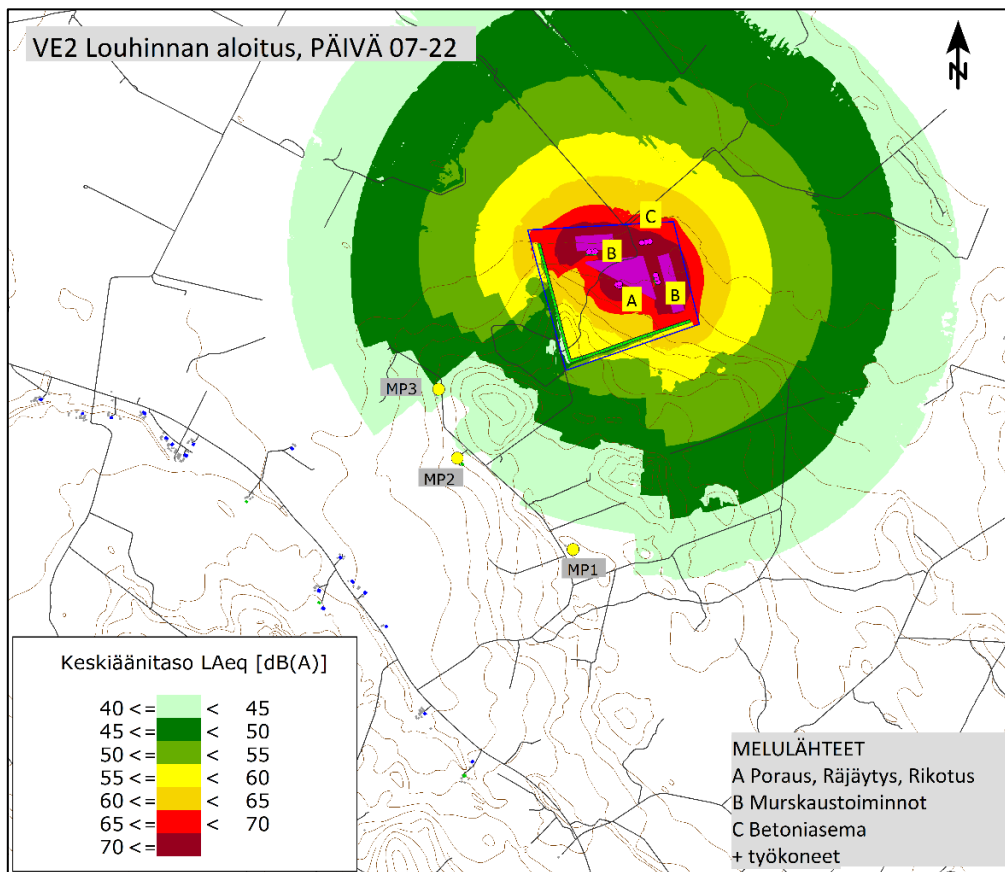 VE2 Louhinnan aloitus, PÄIVÄ 07-22
N
C
B
A
B
MP3
MP2
MP1
Keskiäänitaso LAeq [dB(A)]
40 <= < 45
45 <= < 50
50 <= < 55
55 <= < 60
60 <= < 65
65 <= < 70
70 <=
MELULÄHTEET
A Poraus, Räjäytys, Rikotus
B Murskaustoiminnot
C Betoniasema
+ työkoneet